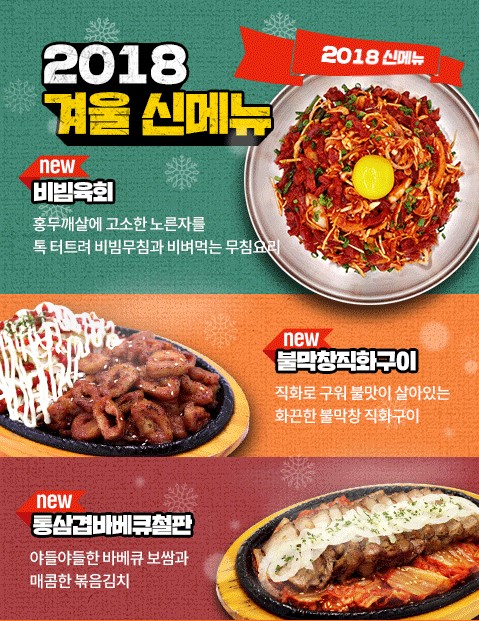 2018 신메뉴
2018
겨울 신메뉴
new
비빔육회
홍두깨살에 고소한 노른자를
톡 터트려 비빔무침과 비벼먹는 무침요리
new
불막창직화구이
직화로 구워 불맛이 살아있는
화끈한 불막창 직화구이
new
통삼겹바베큐철판
야들야들한 바베큐 보쌈과
매콤한 볶음김치